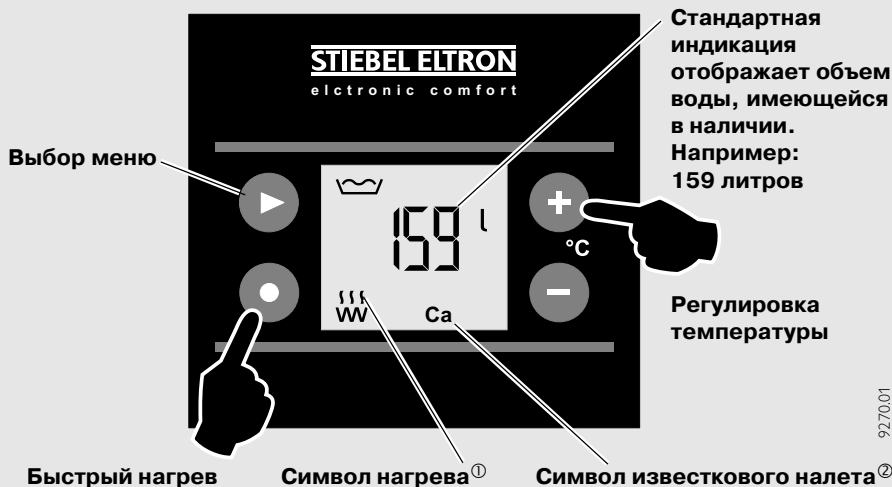 STIEBEL ELTRON
elctronic comfort
Стандартная
индикация
отображает объем
воды, имеющейся
в наличии.
Например:
159 литров
Выбор меню
159 l
°C
Ca
Регулировка
температуры
9270.01
Быстрый нагрев
Символ нагрева①
Символ известкового налета②